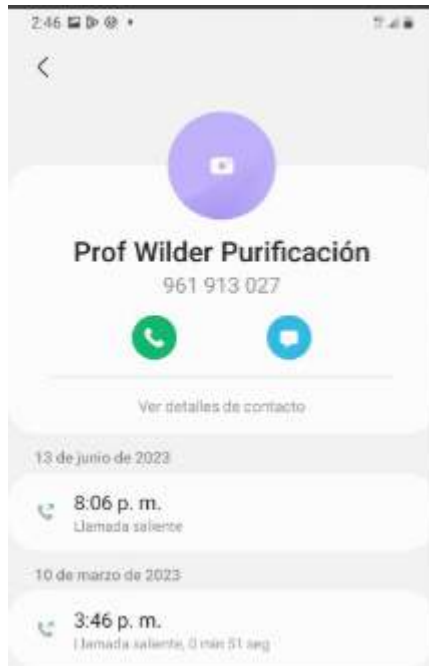 2:46
Prof Wilder Purificación
961 913 027
Ver detalles de contacto
13 de junio de 2023
8:06 p. m.
Llamada saliente
10 de marzo de 2023
3:46 p. m.
Llamada saliente, 0 min 51 seg